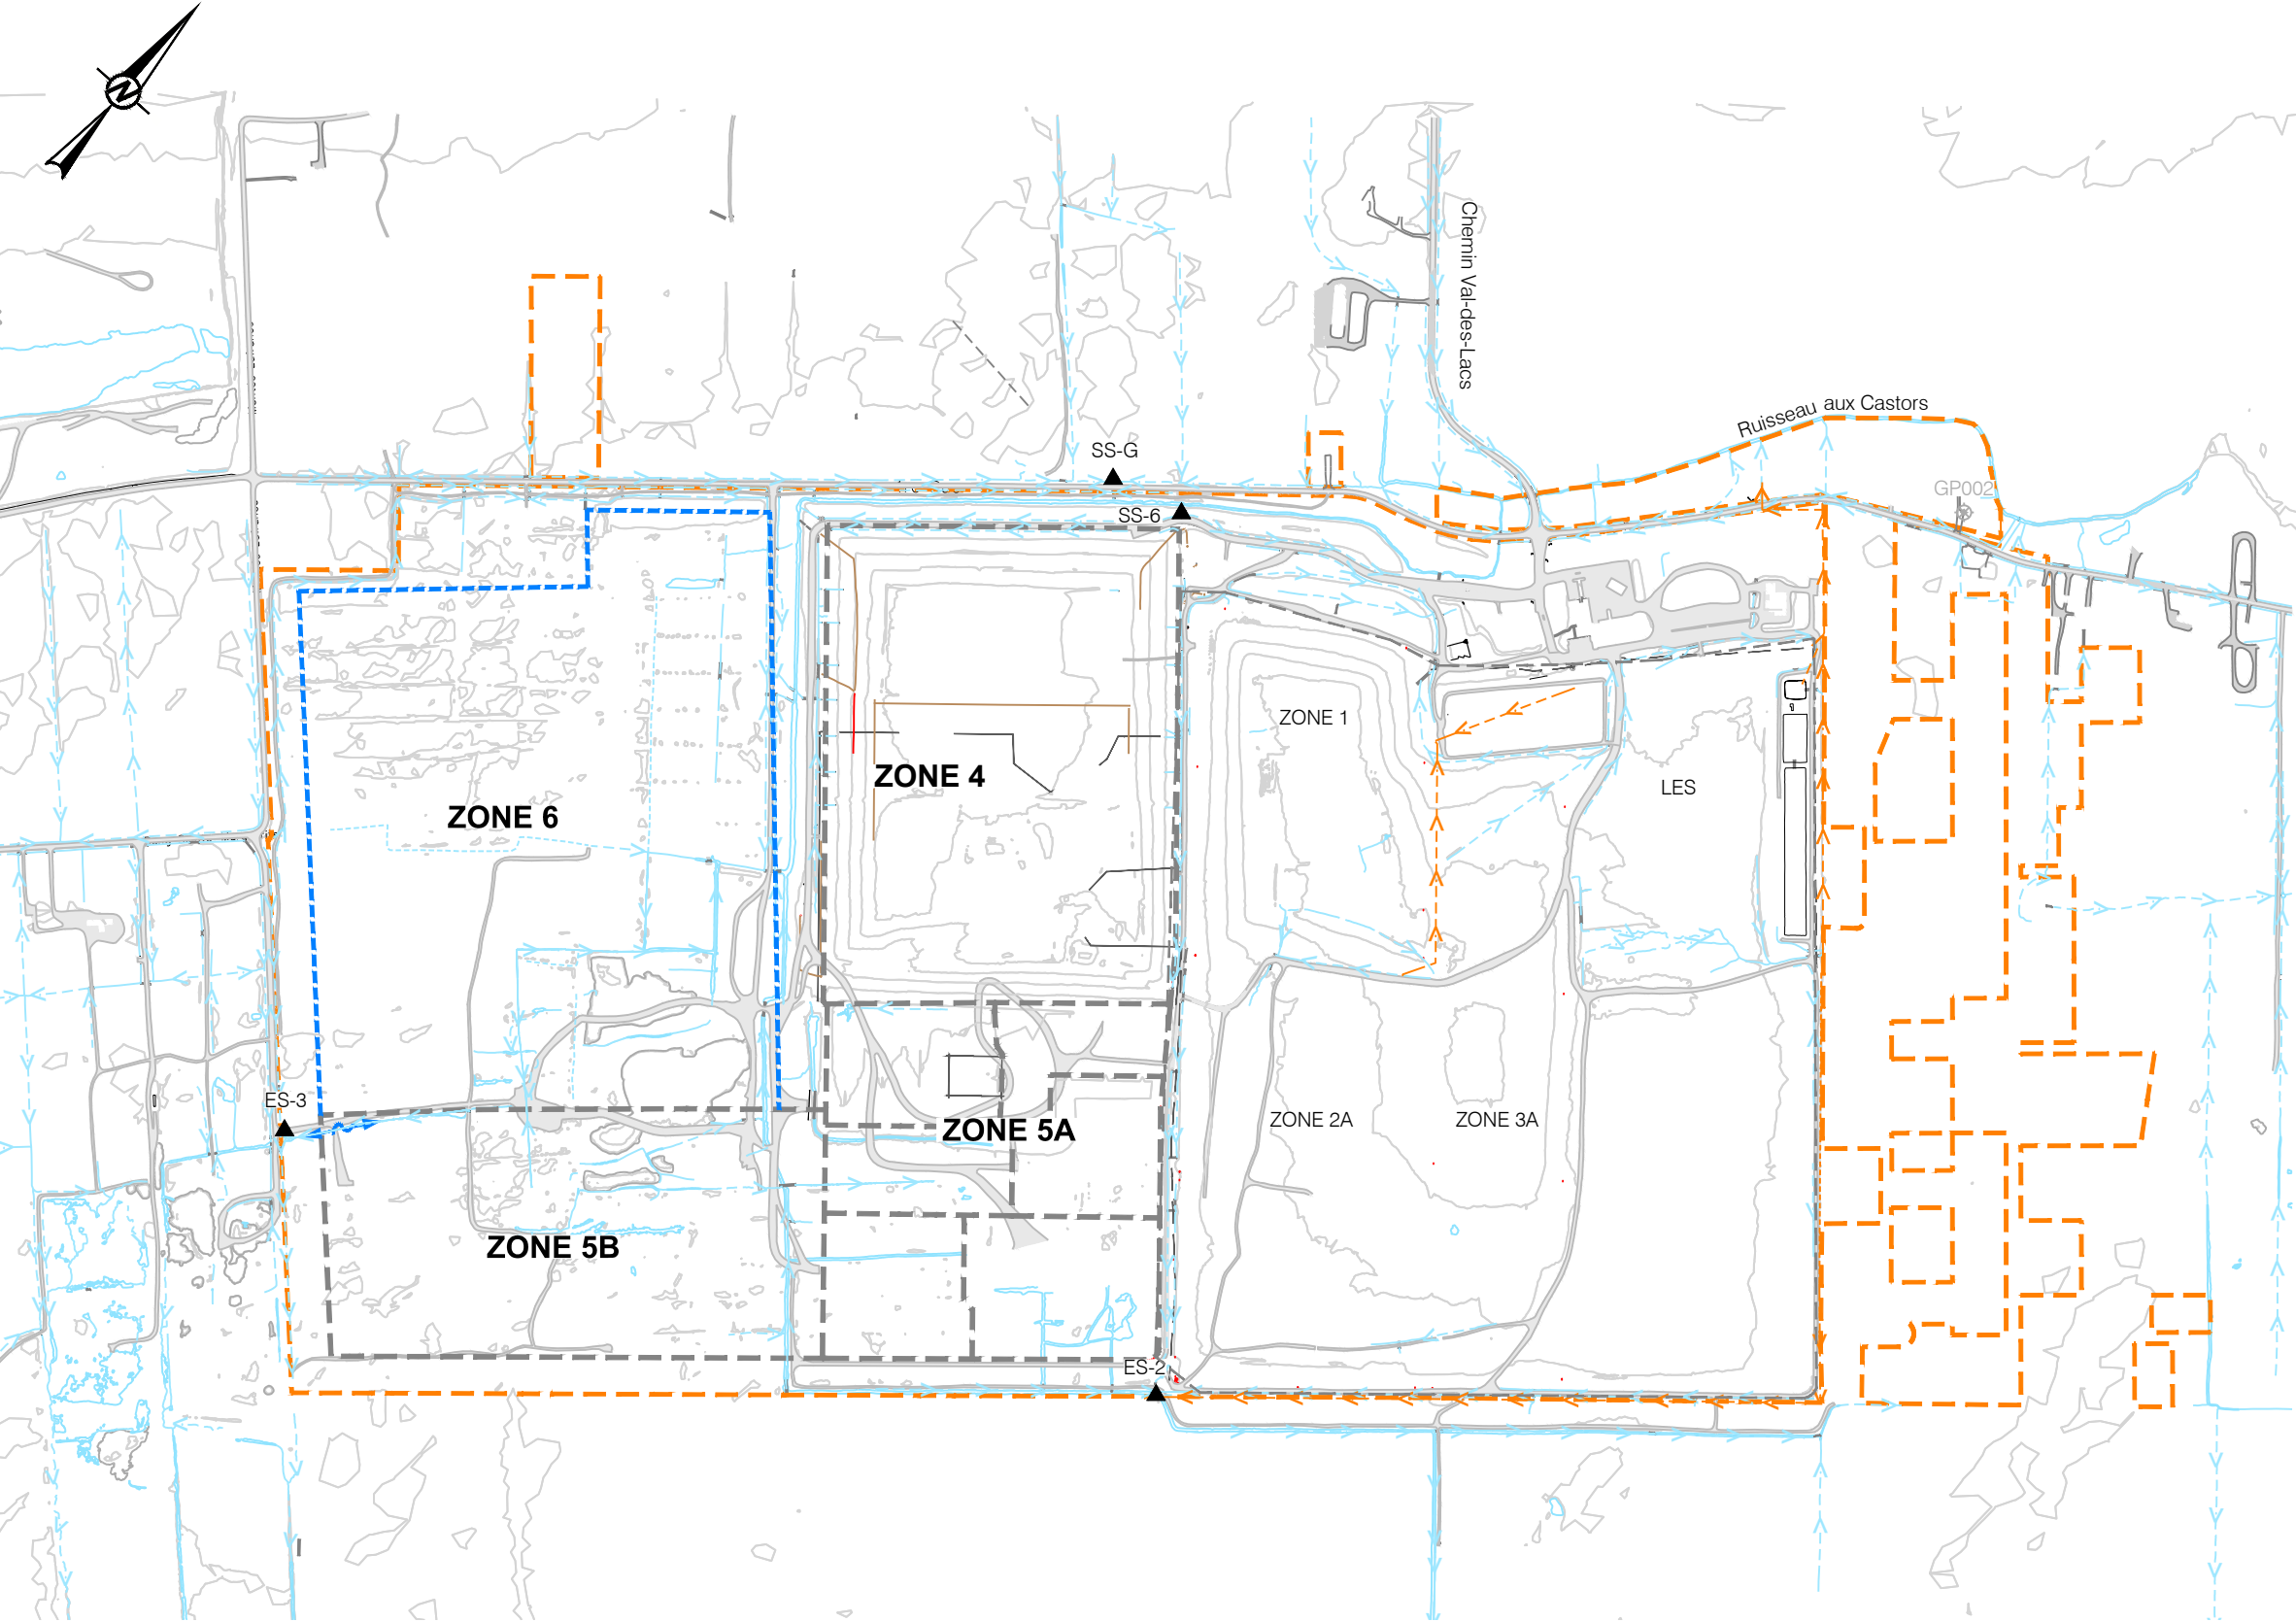 N
Chemin Val-des-Lacs
Ruisseau aux Castors
SS-G
GP002
SS-6
ZONE 1
ZONE 4
LES
ZONE 6
ES-3
ZONE 5A
ZONE 2A
ZONE 3A
ZONE 5B
ES-2